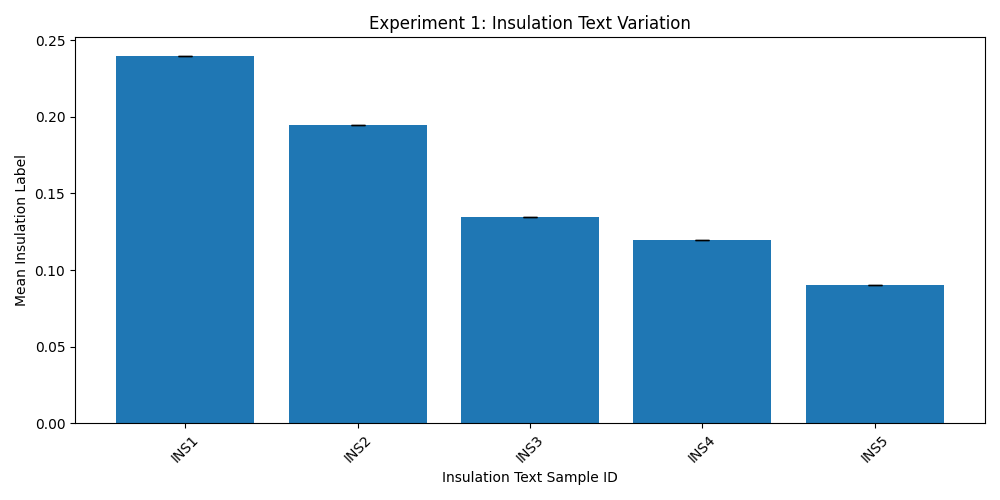 Experiment 1: Insulation Text Variation
0.25
0.20
0.15
0.10
0.05
0.00
Mean Insulation Label
INS1 INS2 INS3 INS4 INS5
Insulation Text Sample ID